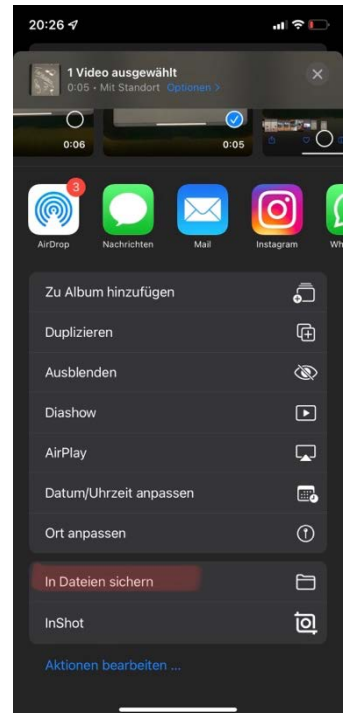 20:26
1 Video ausgewählt
0:05 • Mit Standort Optionen >
0:06
0:05
3
AirDrop
Nachrichten
Mail
Instagram
Wh
Zu Album hinzufügen
Duplizieren
Ausblenden
Diashow
AirPlay
Datum/Uhrzeit anpassen
Ort anpassen
In Dateien sichern
InShot
Aktionen bearbeiten ...